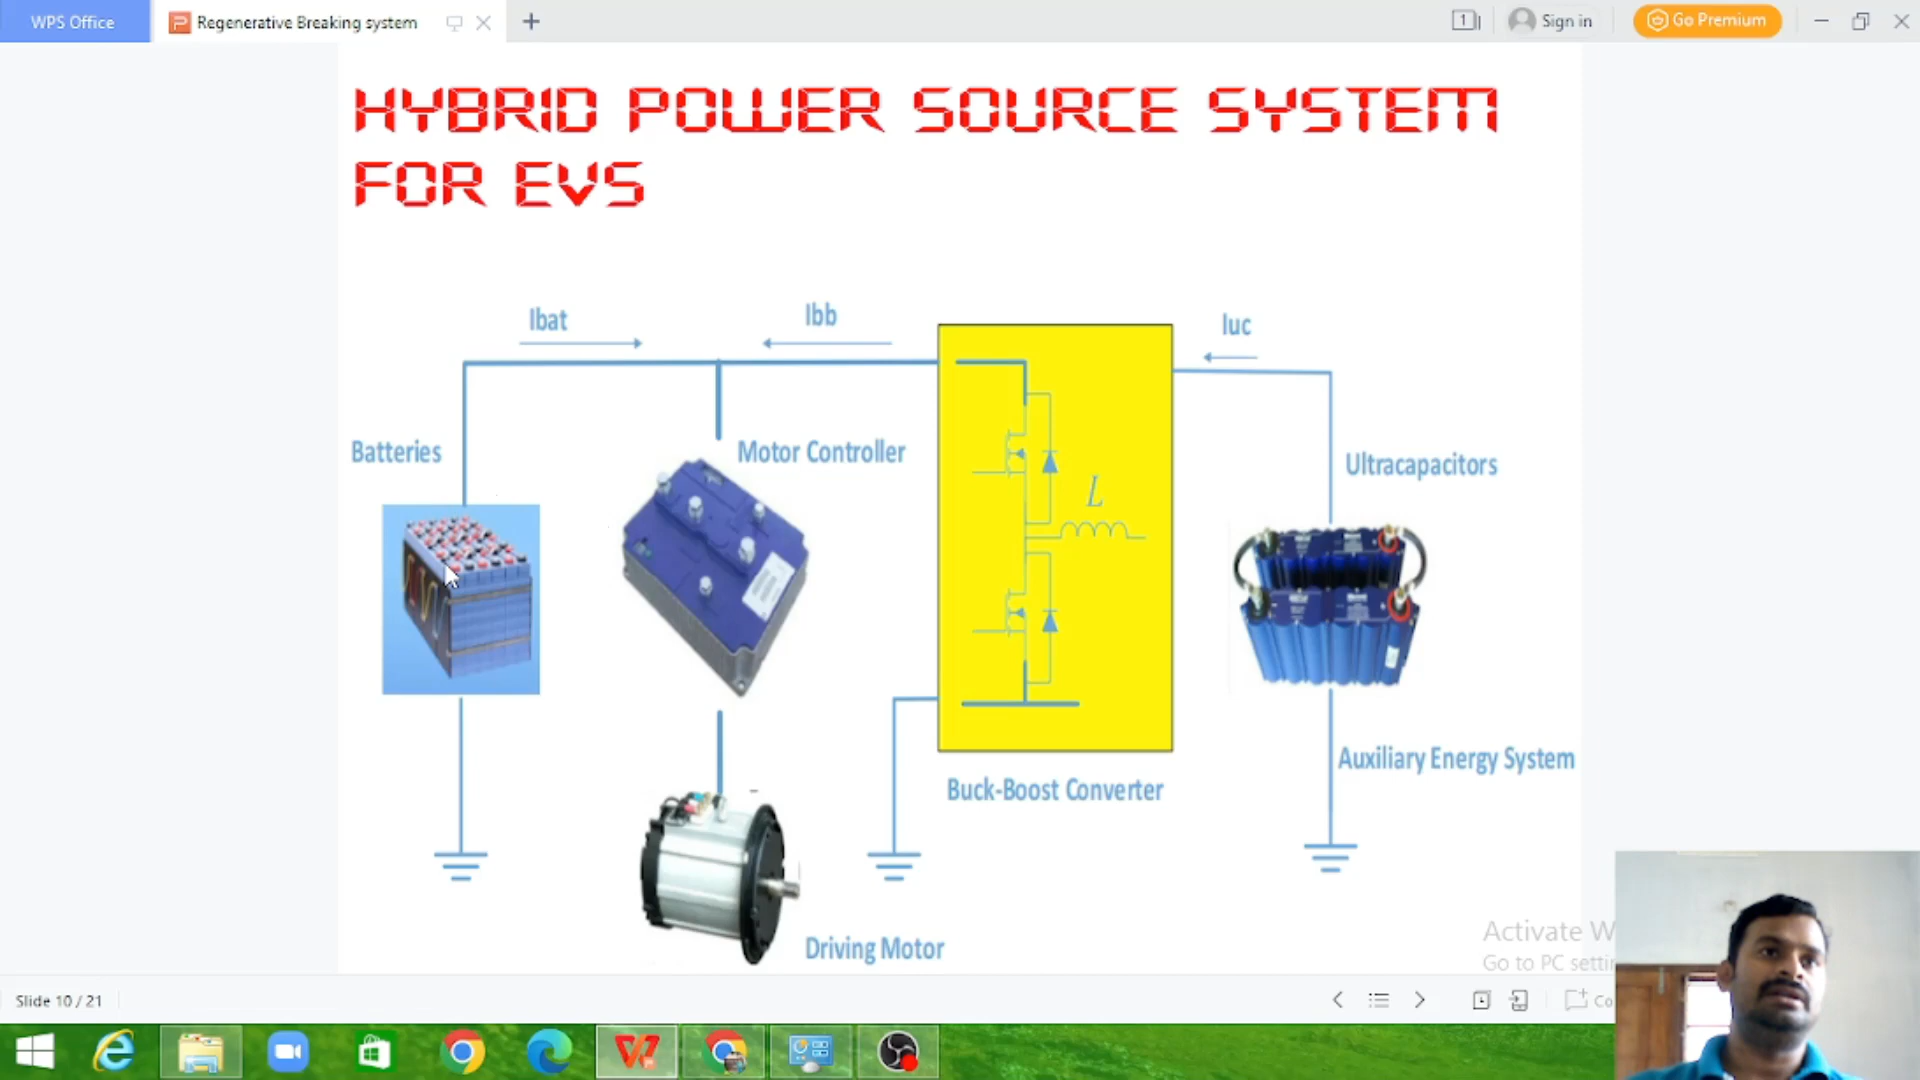 WPS Office
Regenerative Breaking system
1
Sign in
Go Premium
HYBRID POWER SOURCE SYSTEM
FOR EVS
Ibat
Ibb
Iuc
Batteries
Motor Controller
L
Ultracapacitors
Auxiliary Energy System
Buck-Boost Converter
Driving Motor
Activate W
Go to PC setti
Slide 10 / 21
Co